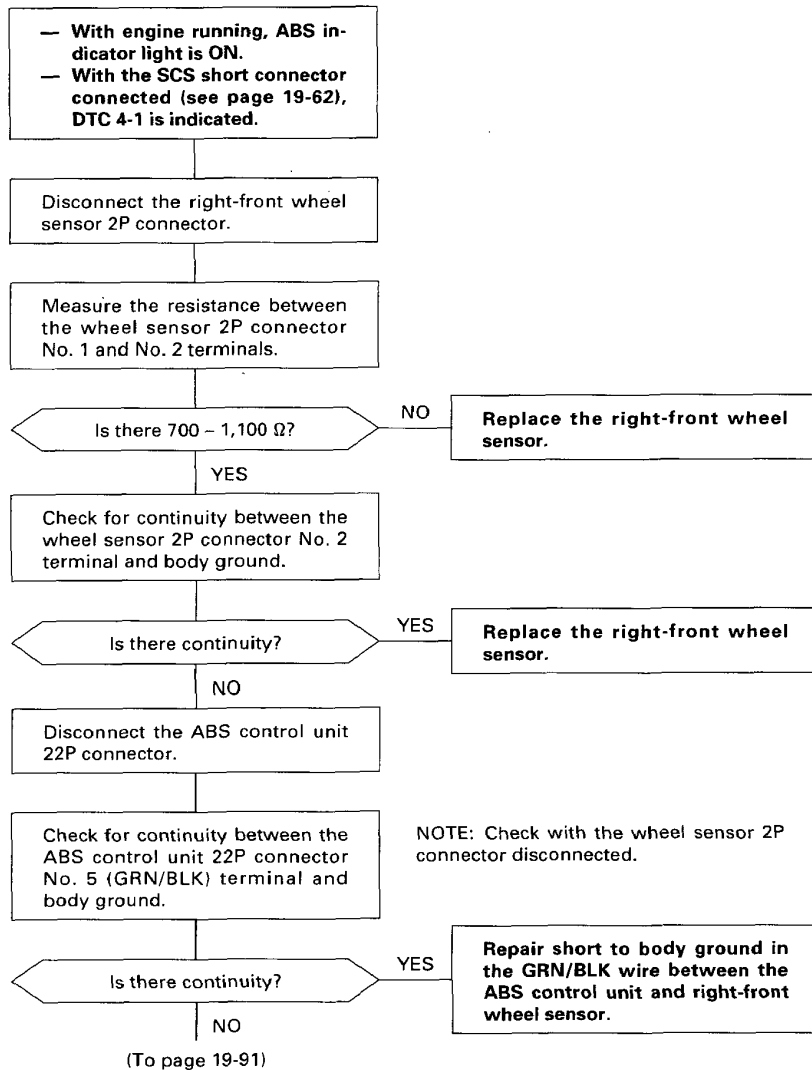 — With engine running, ABS in-
dicator light is ON.
— With the SCS short connector
connected (see page 19-62),
DTC 4-1 is indicated.
Disconnect the right-front wheel
sensor 2P connector.
Measure the resistance between
the wheel sensor 2P connector
No. 1 and No. 2 terminals.
Is there 700 – 1,100 Ω?
NO
Replace the right-front wheel
sensor.
YES
Check for continuity between the
wheel sensor 2P connector No. 2
terminal and body ground.
Is there continuity?
YES
Replace the right-front wheel
sensor.
NO
Disconnect the ABS control unit
22P connector.
Check for continuity between the
ABS control unit 22P connector
No. 5 (GRN/BLK) terminal and
body ground.
NOTE: Check with the wheel sensor 2P
connector disconnected.
Is there continuity?
YES
Repair short to body ground in
the GRN/BLK wire between the
ABS control unit and right-front
wheel sensor.
NO
(To page 19-91)